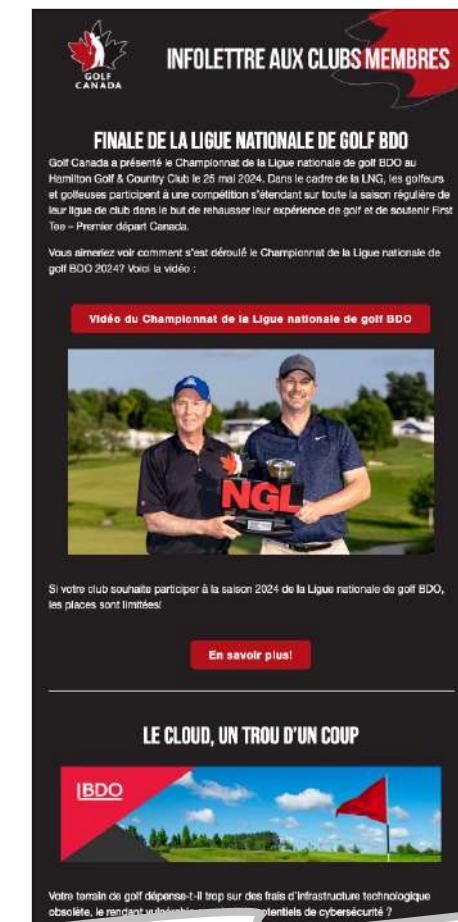 GOLF
CANADA
INFOLETTRE AUX CLUBS MEMBRES
FINALE DE LA LIGUE NATIONALE DE GOLF BDO
Golf Canada a présenté le Championnat de la Ligue nationale de golf BDO au
Hamilton Golf & Country Club le 25 mai 2024. Dans le cadre de la LNG, les golfeurs
et golfeuses participent à une compétition s'étendant sur toute la saison régulière de
leur ligue de club dans le but de rehausser leur expérience de golf et de soutenir First
Tee – Premier départ Canada.
Vous aimeriez voir comment s'est déroulé le Championnat de la Ligue nationale de
golf BDO 2024? Voici la vidéo :
Vidéo du Championnat de la Ligue nationale de golf BDO
NGL
Si votre club souhaite participer à la saison 2024 de la Ligue nationale de golf BDO,
les places sont limitées!
En savoir plus!
LE CLOUD, UN TROU D'UN COUP
BDO
Votre terrain de golf dépense-t-il trop sur des frais d'infrastructure technologique
obsolète, le rendant potentiels de cybersécurité ?